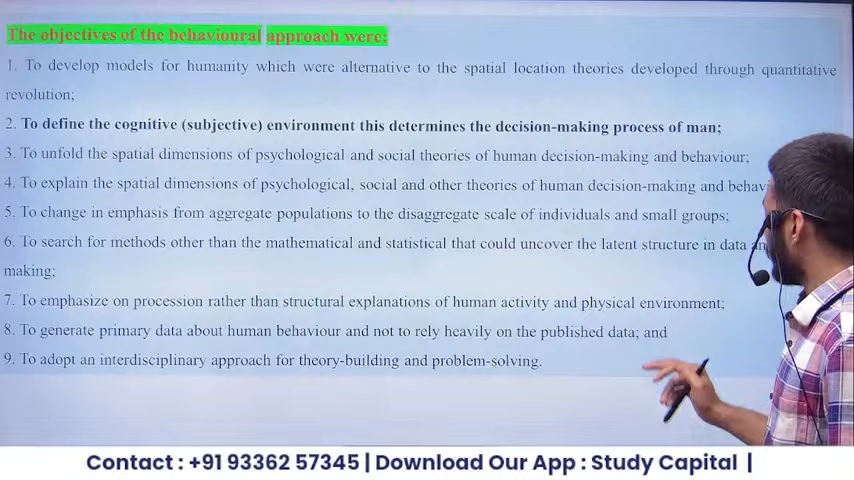 The objectives of the behavioural approach were:
1. To develop models for humanity which were alternative to the spatial location theories developed through quantitative
revolution;
2. To define the cognitive (subjective) environment this determines the decision-making process of man;
3. To unfold the spatial dimensions of psychological and social theories of human decision-making and behaviour;
4. To explain the spatial dimensions of psychological, social and other theories of human decision-making and behavi
5. To change in emphasis from aggregate populations to the disaggregate scale of individuals and small groups;
6. To search for methods other than the mathematical and statistical that could uncover the latent structure in data an
making;
7. To emphasize on procession rather than structural explanations of human activity and physical environment;
8. To generate primary data about human behaviour and not to rely heavily on the published data; and
9. To adopt an interdisciplinary approach for theory-building and problem-solving.
Contact : +91 93362 57345 | Download Our App : Study Capital |